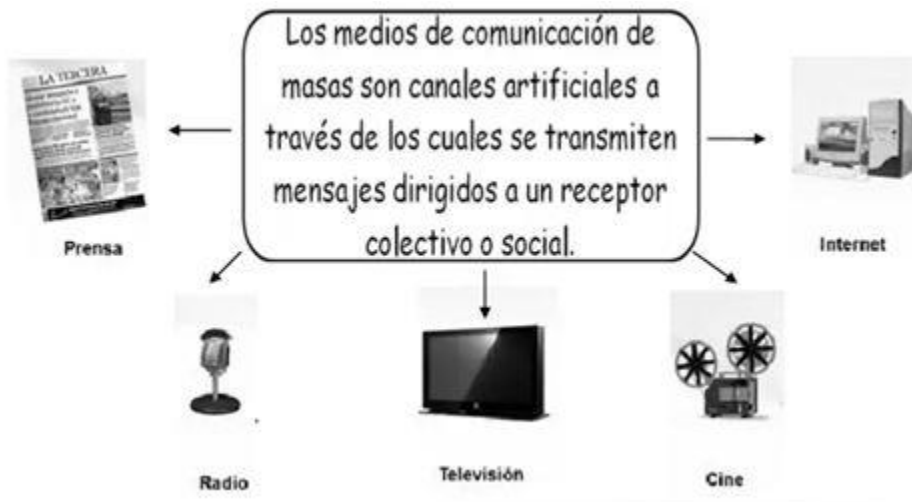 Los medios de comunicación de
masas son canales artificiales a
través de los cuales se transmiten
mensajes dirigidos a un receptor
colectivo o social.
LA TERCERA
Prensa
Internet
Radio
Televisión
Cine